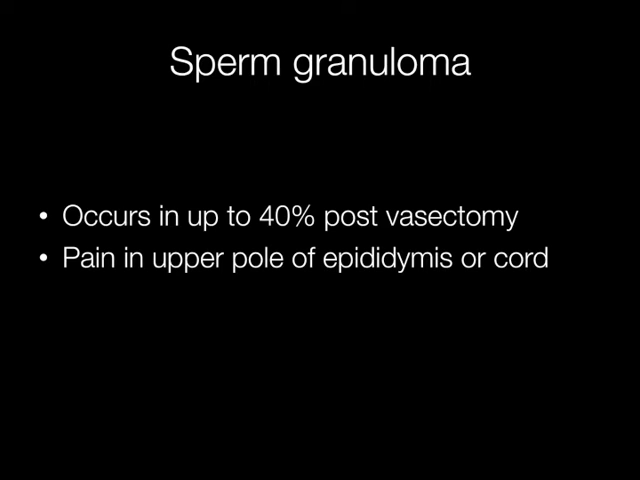 Sperm granuloma
• Occurs in up to 40% post vasectomy
• Pain in upper pole of epididymis or cord